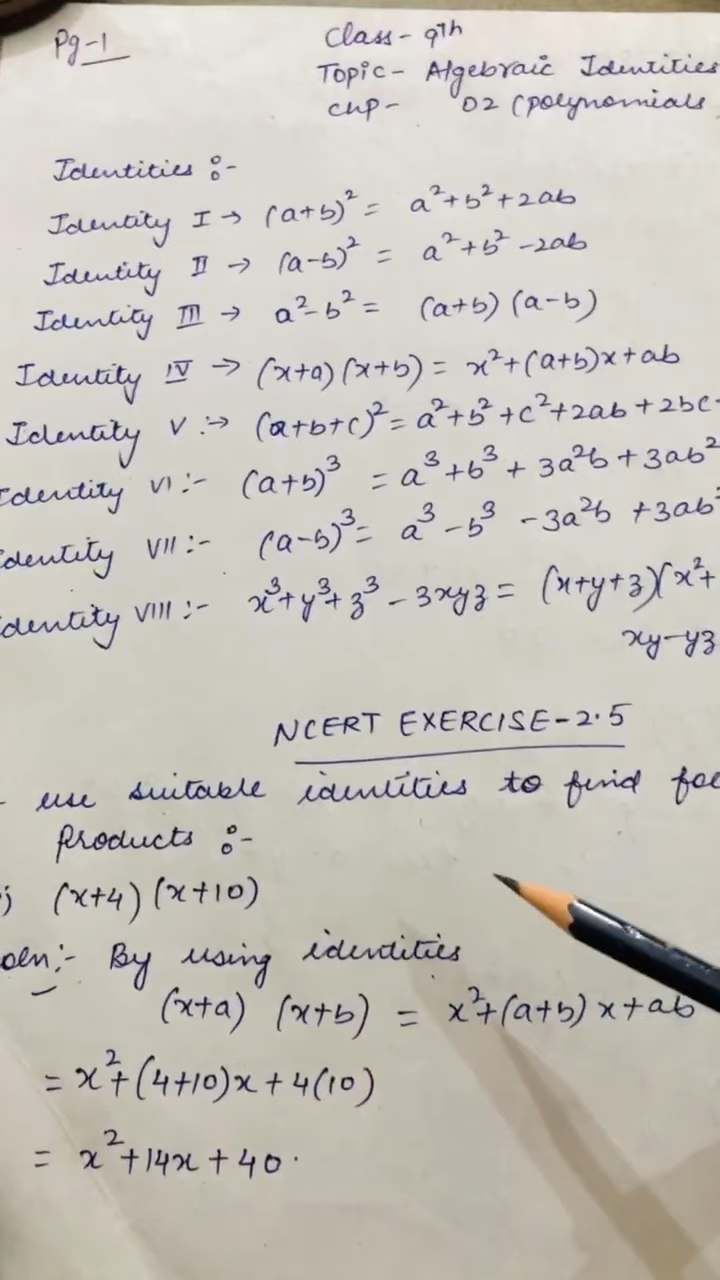 Pg-1
Class- 9th
Topic- Algebraic Identities
Chp- 02 (polynomials
Identities :-
Identity I → (a+b)² = a²+b²+2ab
Identity II → (a-b)² = a²+b²-2ab
Identity III → a²-b² = (a+b) (a-b)
Identity IV → (x+a) (x+b) = x²+(a+b)x+ab
Identity V :→ (a+b+c)² = a²+b²+c²+2ab+2bc-
dentity VI :- (a+b)³ = a³+b³+3a²b+3ab²
dentity VII :- (a-b)³ = a³-b³-3a²b+3ab²
dentity VIII :- x³+y³+z³-3xyz = (x+y+z)(x²+
xy-yz
NCERT EXERCISE-2.5
- use suitable identities to find fo
Products :-
i) (x+4) (x+10)
oln:- By using identities
(x+a) (x+b) = x²+(a+b)x+ab
= x²+(4+10)x+4(10)
= x²+14x+40.